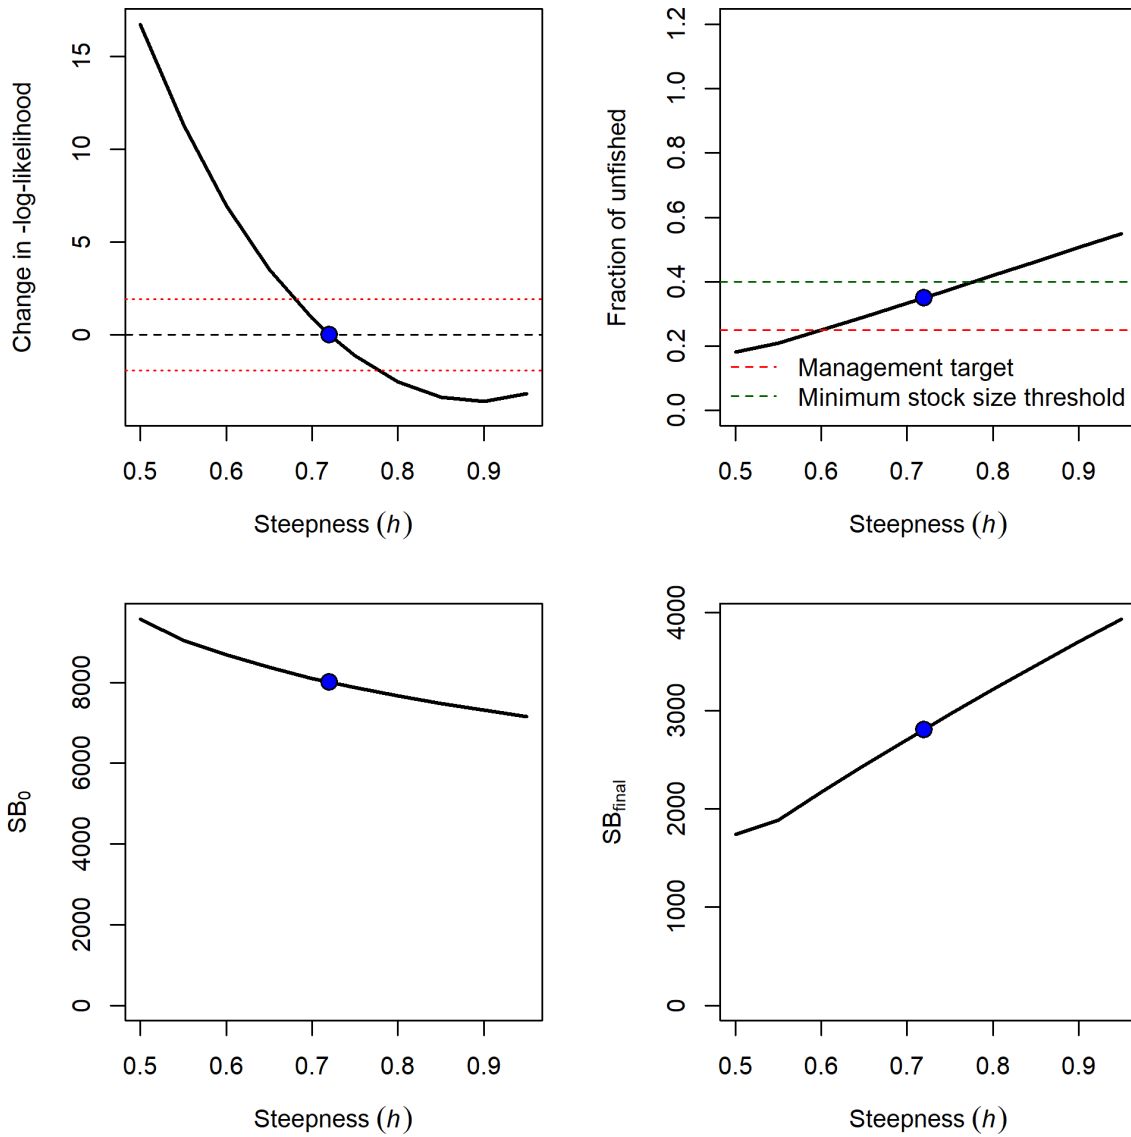 Change in -log-likelihood
15
10
5
0
0.5 0.6 0.7 0.8 0.9
Steepness (h)
Fraction of unfished
1.2
1.0
0.8
0.6
0.4
0.2
0.0
Management target
Minimum stock size threshold
0.5 0.6 0.7 0.8 0.9
Steepness (h)
SB0
8000
6000
4000
2000
0
0.5 0.6 0.7 0.8 0.9
Steepness (h)
SBfinal
4000
3000
2000
1000
0
0.5 0.6 0.7 0.8 0.9
Steepness (h)